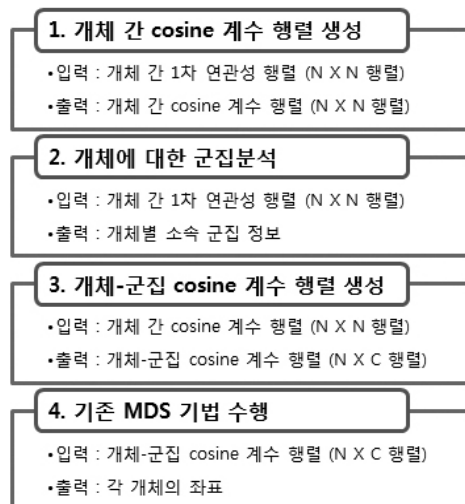 1. 개체 간 cosine 계수 행렬 생성
•입력 : 개체 간 1차 연관성 행렬 (N X N 행렬)
•출력 : 개체 간 cosine 계수 행렬 (N X N 행렬)
2. 개체에 대한 군집분석
•입력 : 개체 간 1차 연관성 행렬 (N X N 행렬)
•출력 : 개체별 소속 군집 정보
3. 개체-군집 cosine 계수 행렬 생성
•입력 : 개체 간 cosine 계수 행렬 (N X N 행렬)
•출력 : 개체-군집 cosine 계수 행렬 (N X C 행렬)
4. 기존 MDS 기법 수행
•입력 : 개체-군집 cosine 계수 행렬 (N X C 행렬)
•출력 : 각 개체의 좌표